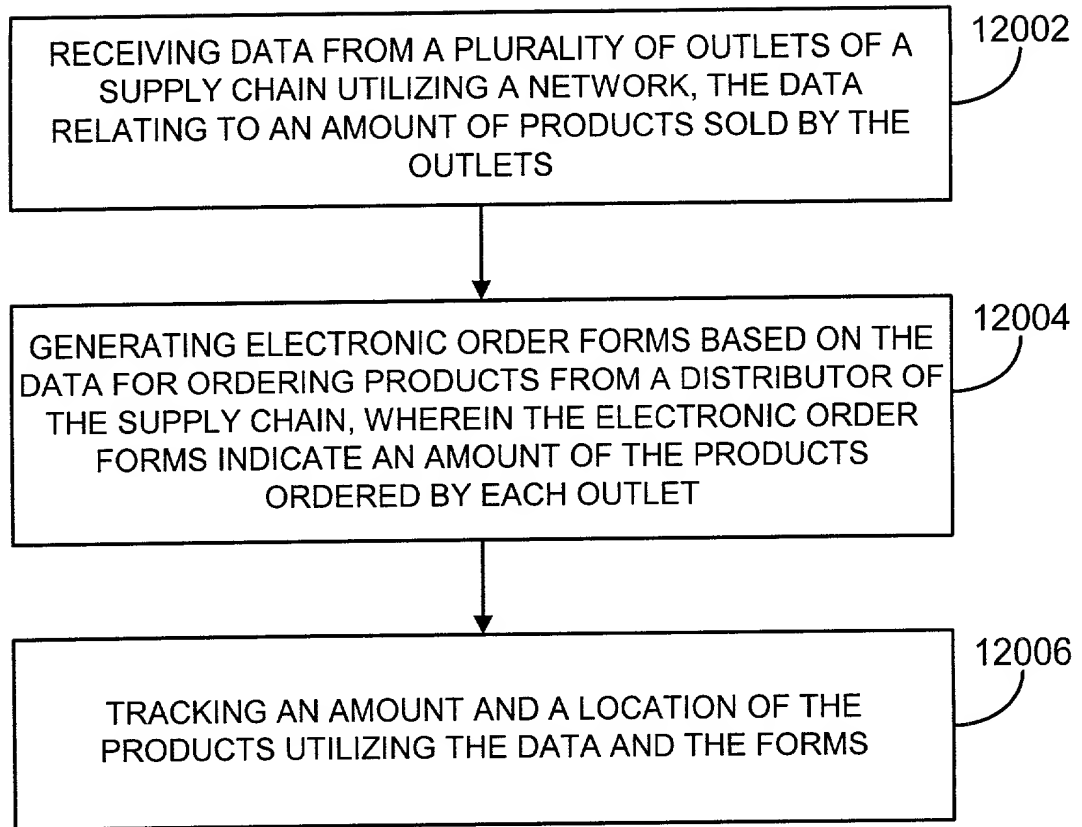 12002
RECEIVING DATA FROM A PLURALITY OF OUTLETS OF A
SUPPLY CHAIN UTILIZING A NETWORK, THE DATA
RELATING TO AN AMOUNT OF PRODUCTS SOLD BY THE
OUTLETS
12004
GENERATING ELECTRONIC ORDER FORMS BASED ON THE
DATA FOR ORDERING PRODUCTS FROM A DISTRIBUTOR OF
THE SUPPLY CHAIN, WHEREIN THE ELECTRONIC ORDER
FORMS INDICATE AN AMOUNT OF THE PRODUCTS
ORDERED BY EACH OUTLET
12006
TRACKING AN AMOUNT AND A LOCATION OF THE
PRODUCTS UTILIZING THE DATA AND THE FORMS